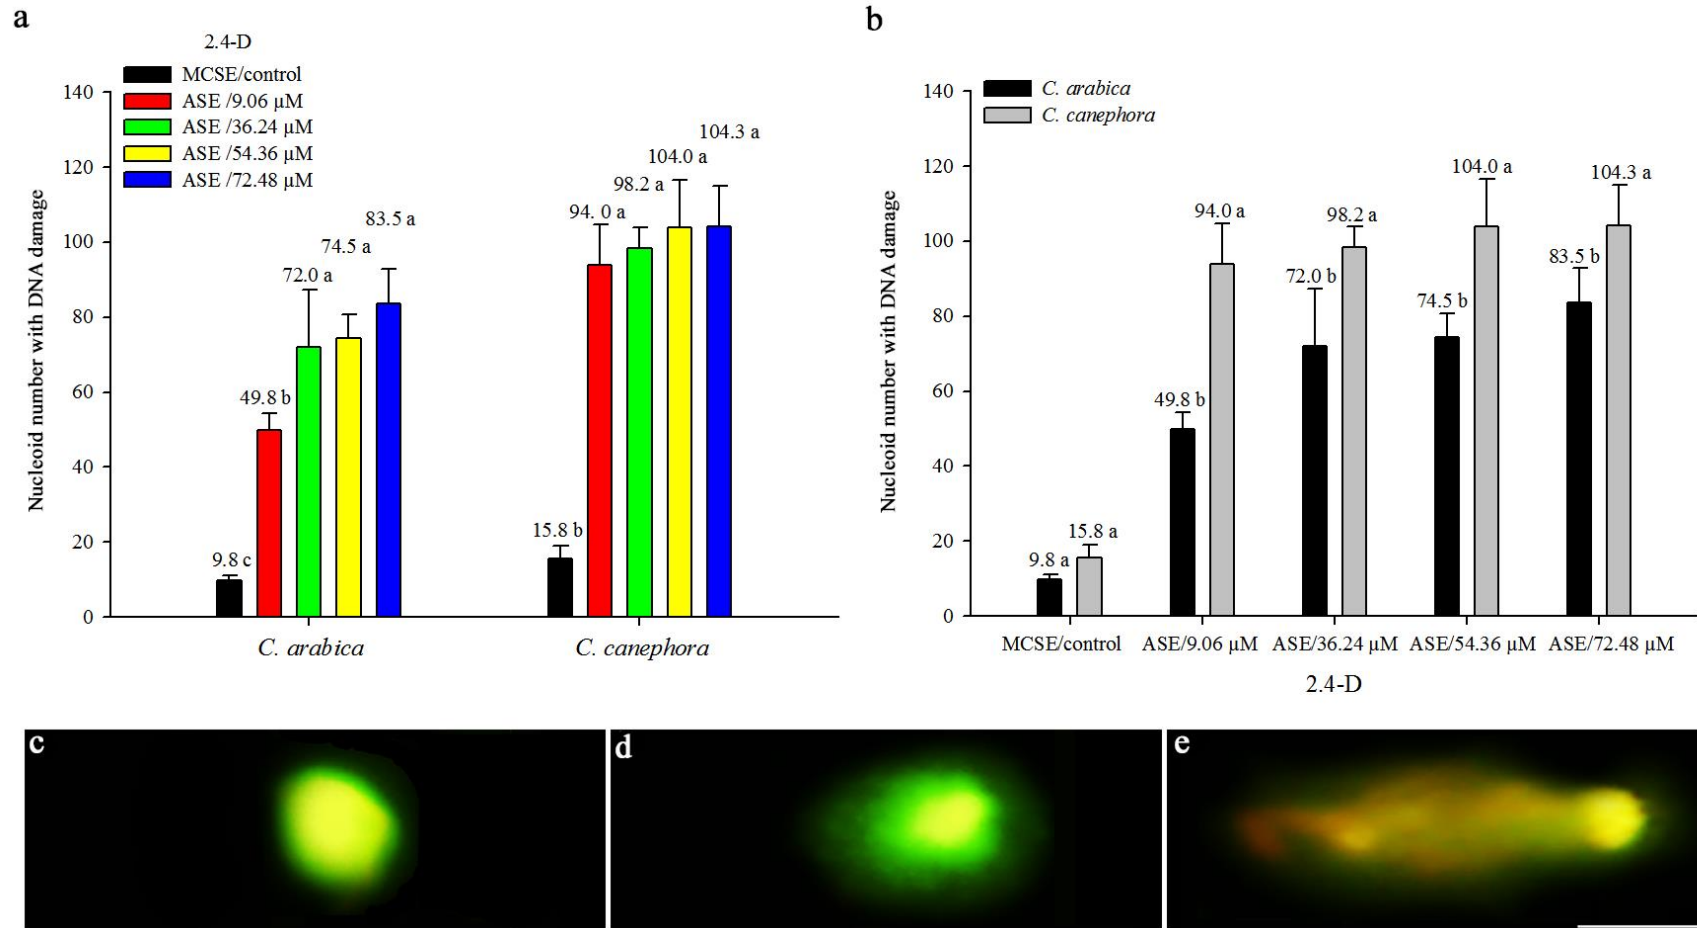 a
2.4-D
MCSE/control
ASE /9.06 µM
ASE /36.24 µM
ASE /54.36 µM
ASE /72.48 µM
Nucleoid number with DNA damage
140
120
100
80
60
40
20
0
9.8 c
49.8 b
72.0 a
74.5 a
83.5 a
15.8 b
94. 0 a
98.2 a
104.0 a
104.3 a
C. arabica
C. canephora
b
C. arabica
C. canephora
Nucleoid number with DNA damage
140
120
100
80
60
40
20
0
9.8 a
15.8 a
49.8 b
94.0 a
72.0 b
98.2 a
74.5 b
104.0 a
83.5 b
104.3 a
MCSE/control
ASE/9.06 µM
ASE/36.24 µM
ASE/54.36 µM
ASE/72.48 µM
2.4-D
c
d
e